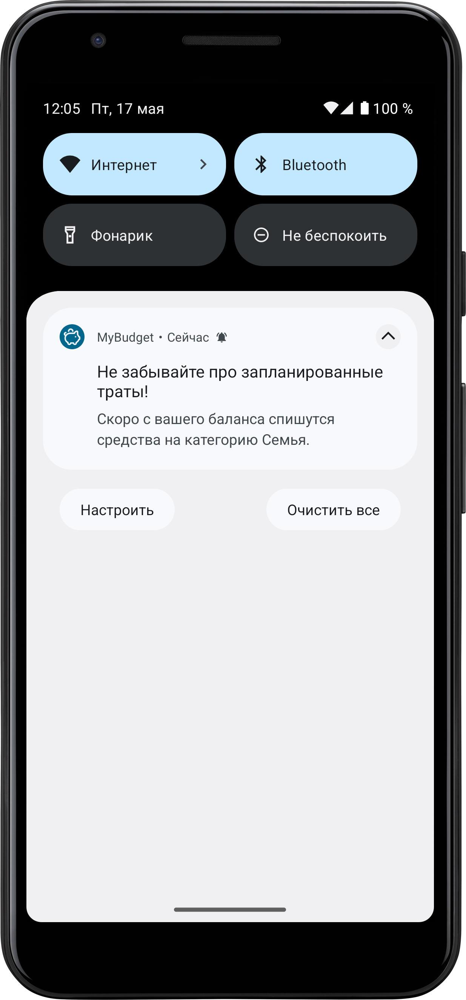 12:05 Пт, 17 мая 100 %
Интернет Bluetooth
Фонарик Не беспокоить
MyBudget • Сейчас
Не забывайте про запланированные
траты!
Скоро с вашего баланса спишутся
средства на категорию Семья.
Настроить Очистить все